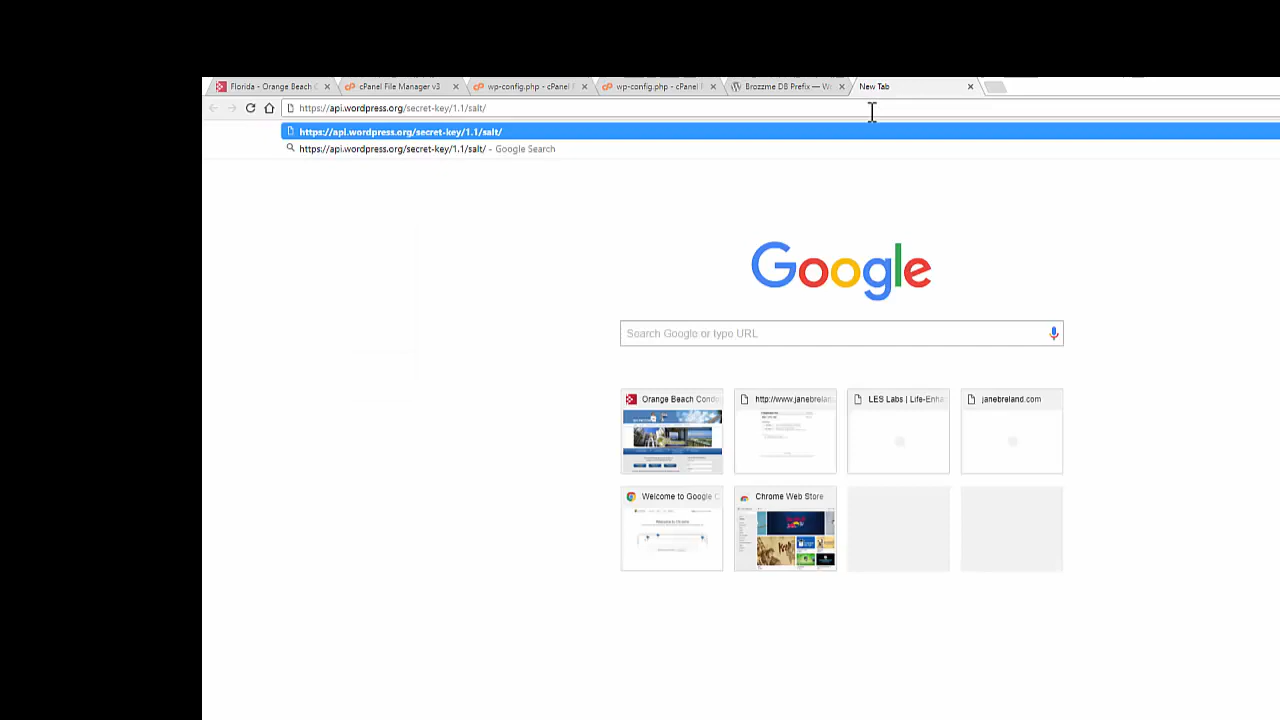 Florida - Orange Beach C
cPanel File Manager v3
wp-config.php - cPanel F
wp-config.php - cPanel F
Brozzme DB Prefix — Wo
New Tab
https://api.wordpress.org/secret-key/1.1/salt/
https://api.wordpress.org/secret-key/1.1/salt/
https://api.wordpress.org/secret-key/1.1/salt/ - Google Search
Google
Search Google or type URL
Orange Beach Condo
http://www.janebrelan
LES Labs | Life-Enha
janebreland.com
Welcome to Google C
Chrome Web Store